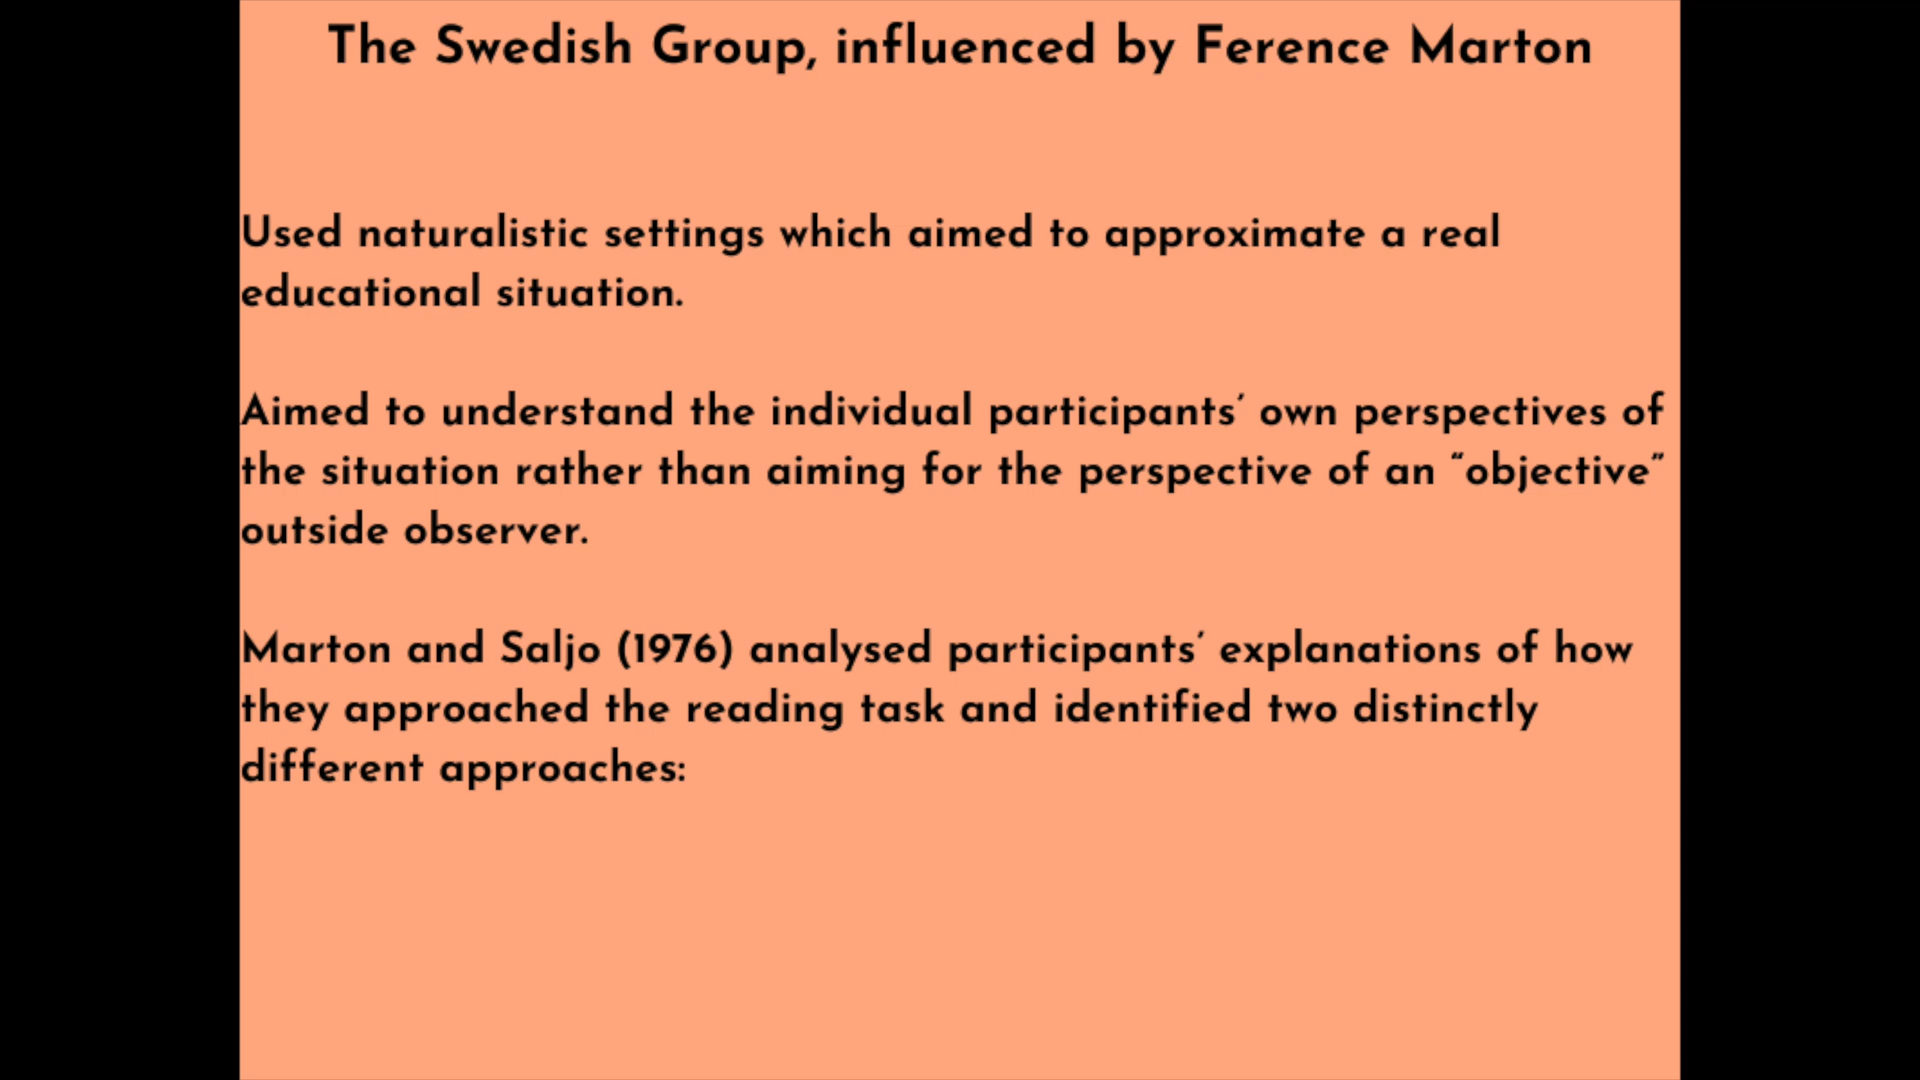 The Swedish Group, influenced by Ference Marton
Used naturalistic settings which aimed to approximate a real
educational situation.
Aimed to understand the individual participants’ own perspectives of
the situation rather than aiming for the perspective of an “objective”
outside observer.
Marton and Saljo (1976) analysed participants’ explanations of how
they approached the reading task and identified two distinctly
different approaches: